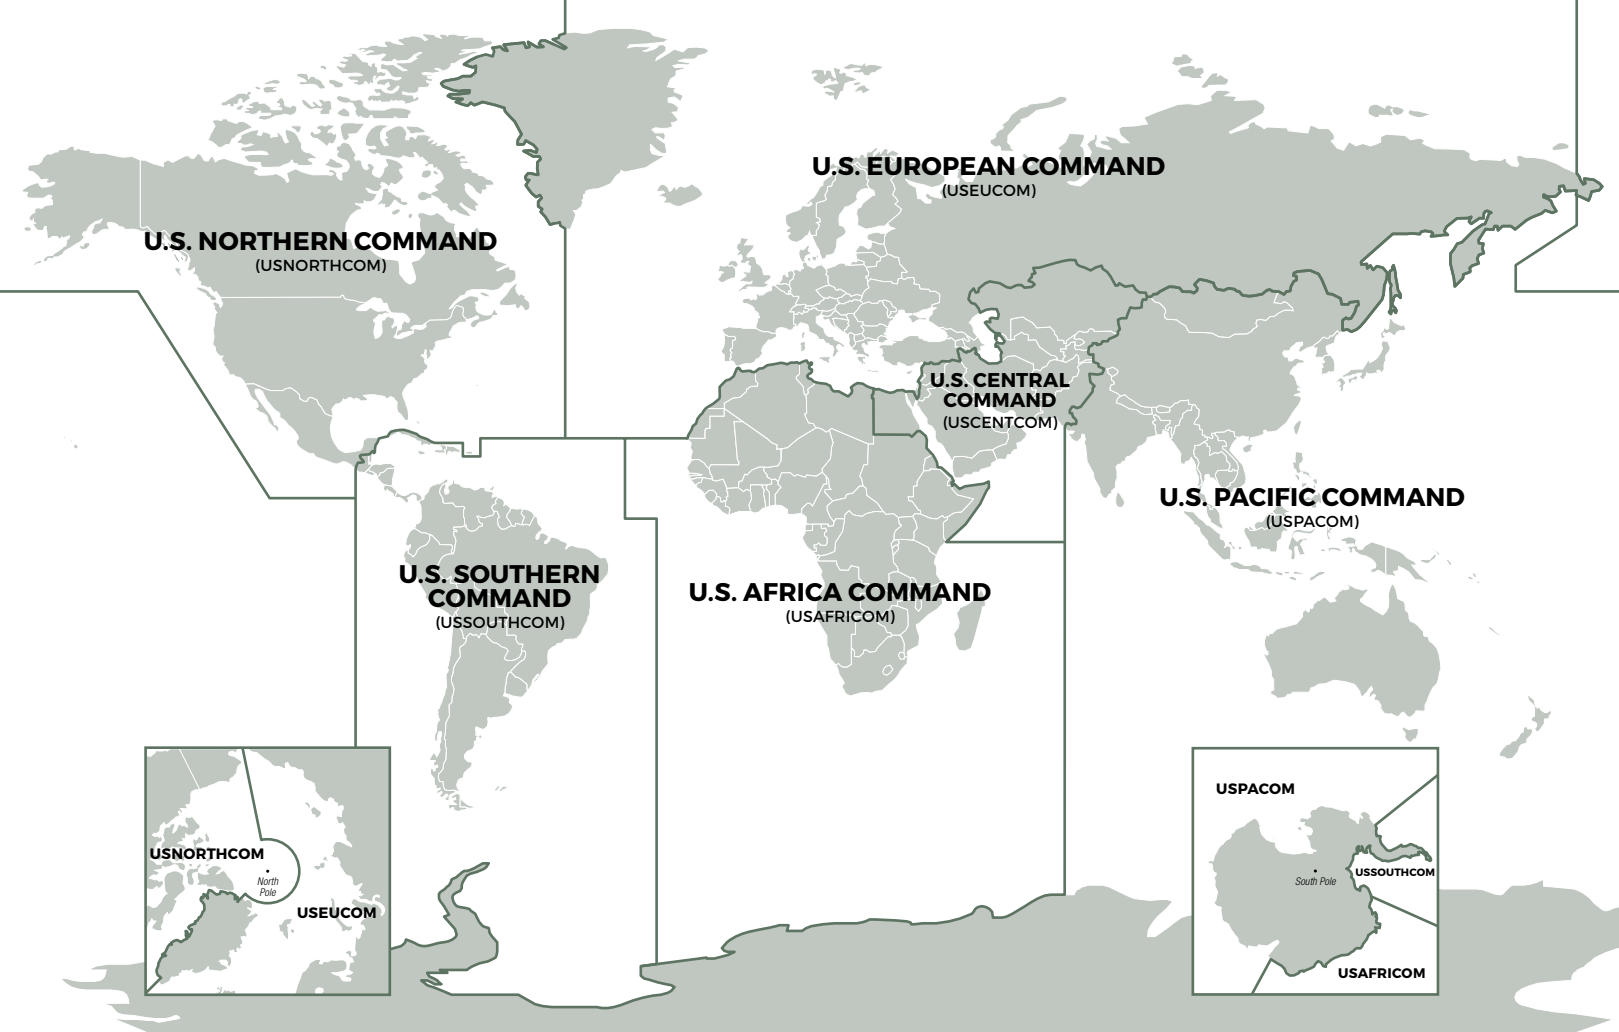 U.S. EUROPEAN COMMAND
(USEUCOM)
U.S. NORTHERN COMMAND
(USNORTHCOM)
U.S. CENTRAL
COMMAND
(USCENTCOM)
U.S. PACIFIC COMMAND
(USPACOM)
U.S. SOUTHERN
COMMAND
(USSOUTHCOM)
U.S. AFRICA COMMAND
(USAFRICOM)
USNORTHCOM
North
Pole
USEUCOM
USPACOM
USSOUTHCOM
South Pole
USAFRICOM